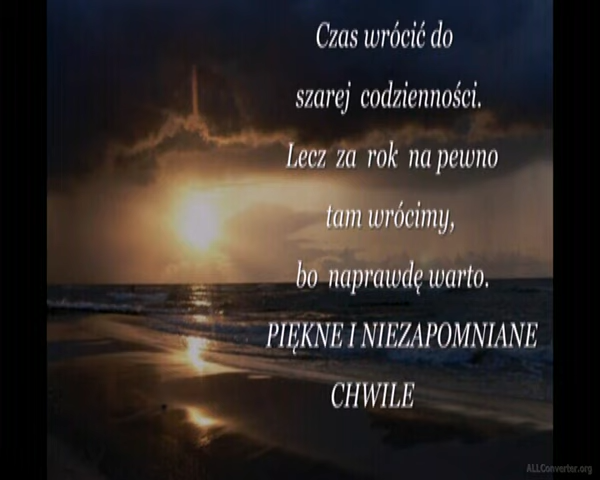 Czas wrócić do
szarej codzienności.
Lecz za rok na pewno
tam wrócimy,
bo naprawdę warto.
PIĘKNE I NIEZAPOMNIANE
CHWILE
ALLConverter.org